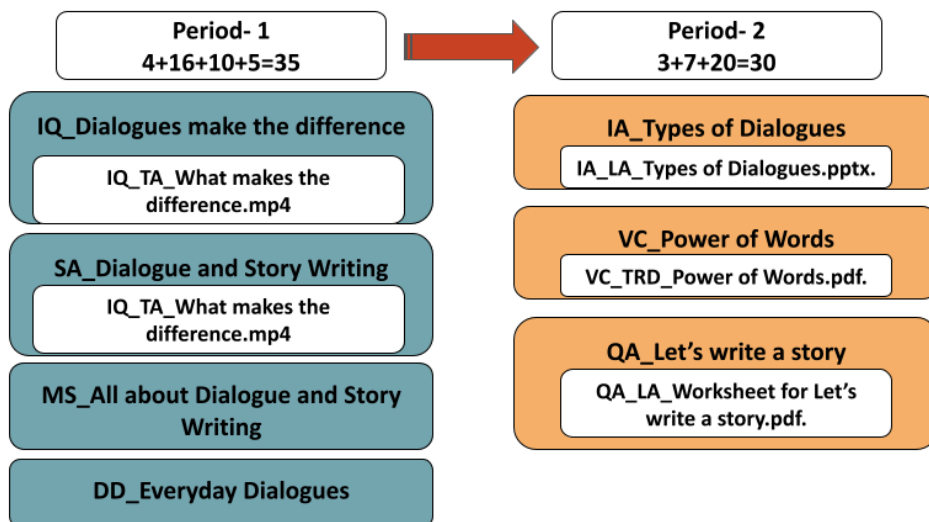 Period- 1
4+16+10+5=35
IQ_Dialogues make the difference
IQ_TA_What makes the
difference.mp4
SA_Dialogue and Story Writing
IQ_TA_What makes the
difference.mp4
MS_All about Dialogue and Story
Writing
DD_Everyday Dialogues
Period- 2
3+7+20=30
IA_Types of Dialogues
IA_LA_Types of Dialogues.pptx.
VC_Power of Words
VC_TRD_Power of Words.pdf.
QA_Let’s write a story
QA_LA_Worksheet for Let’s
write a story.pdf.